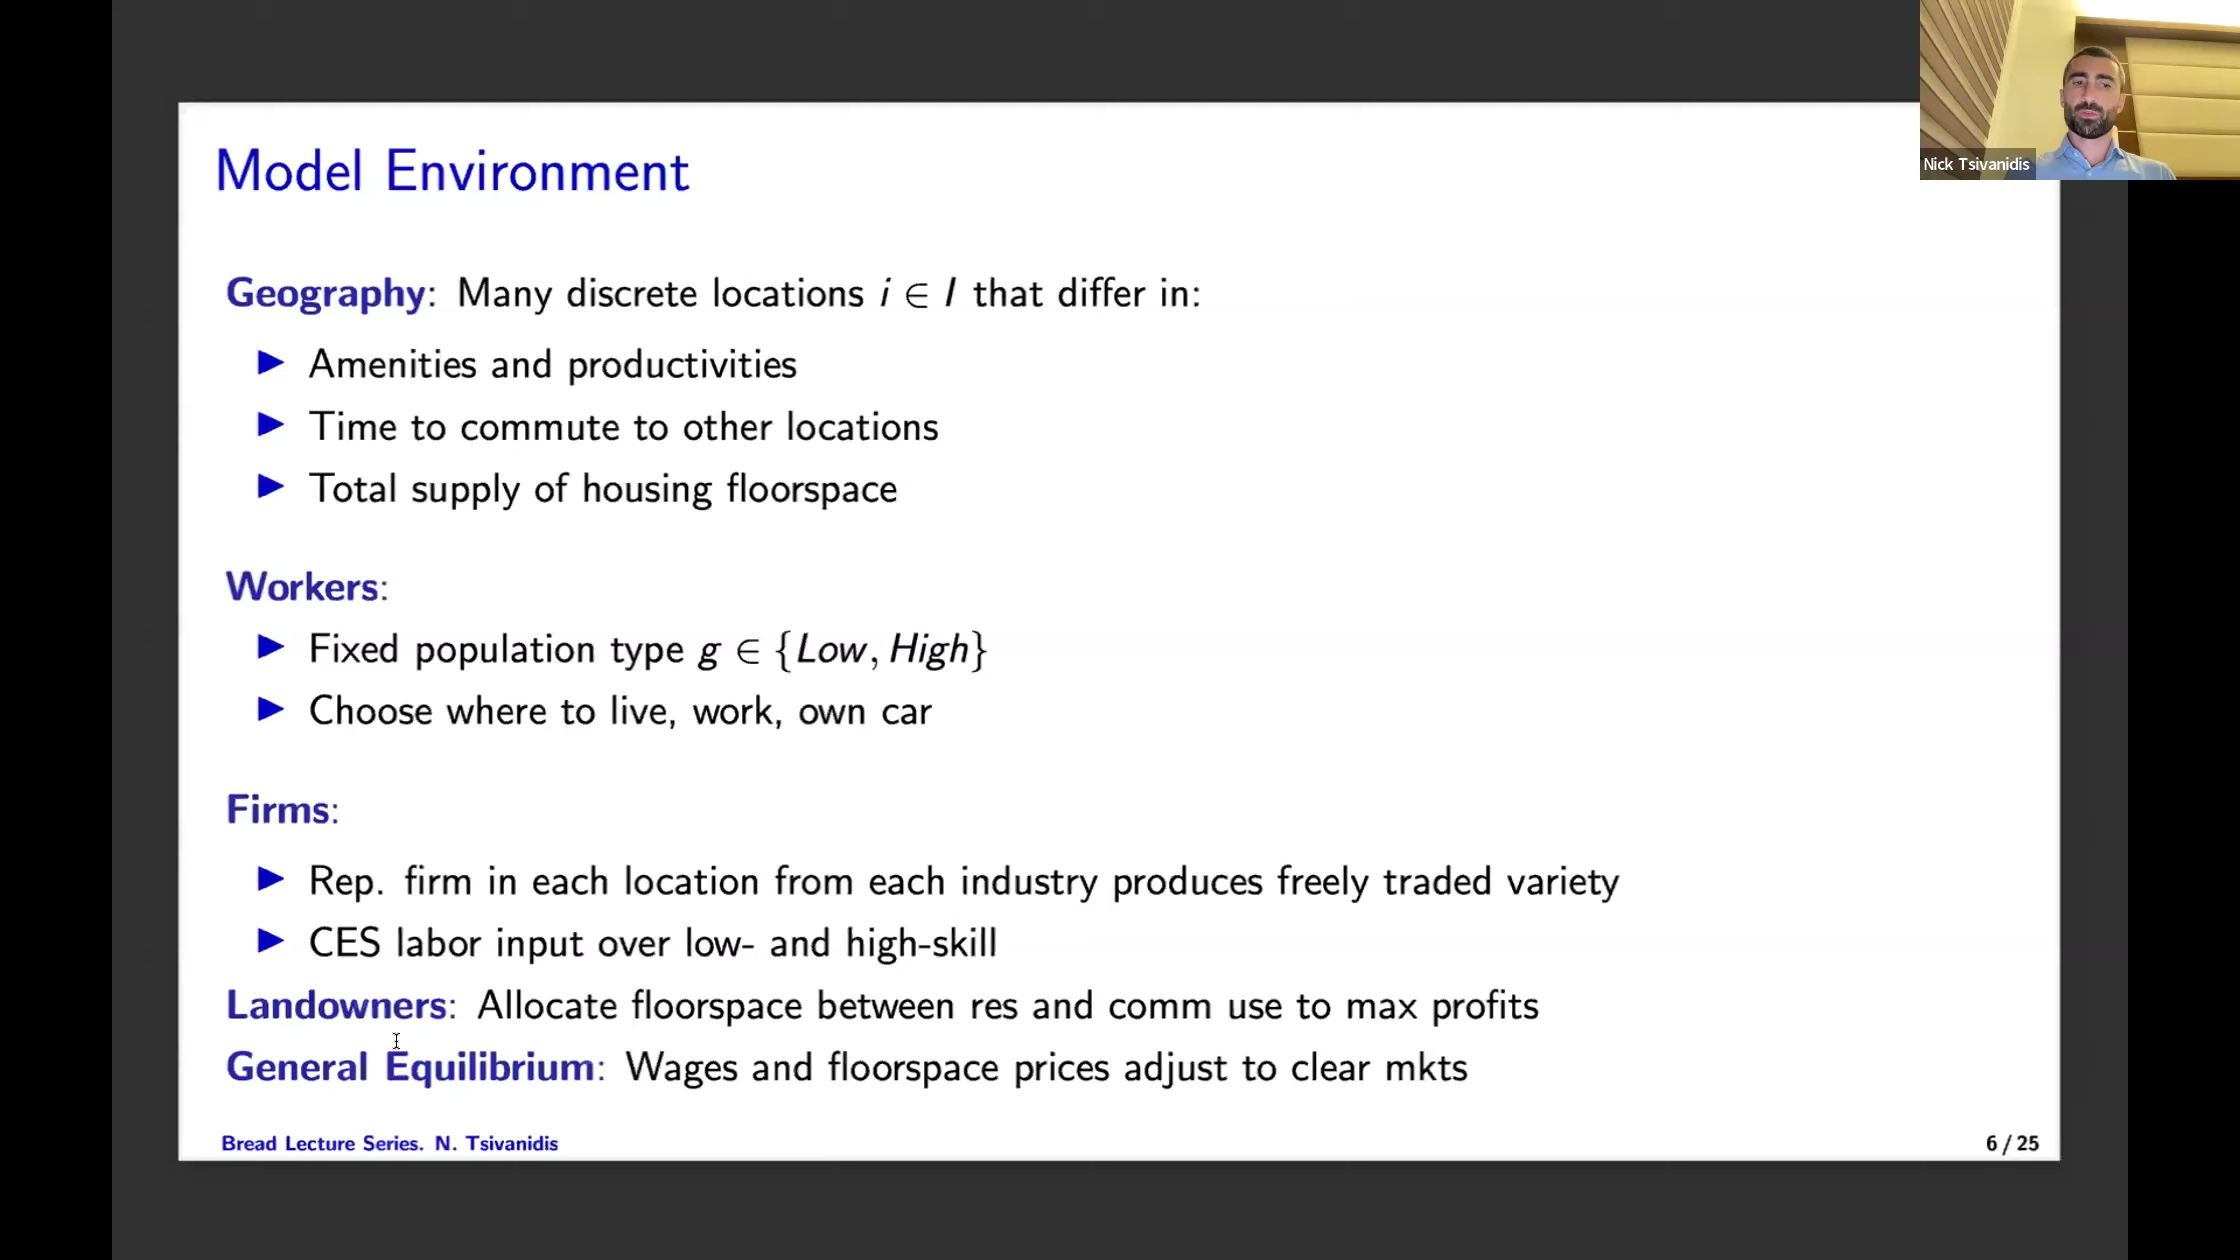 Nick Tsivanidis
Model Environment
Geography: Many discrete locations i ∈ I that differ in:
▶ Amenities and productivities
▶ Time to commute to other locations
▶ Total supply of housing floorspace
Workers:
▶ Fixed population type g ∈ {Low, High}
▶ Choose where to live, work, own car
Firms:
▶ Rep. firm in each location from each industry produces freely traded variety
▶ CES labor input over low- and high-skill
Landowners: Allocate floorspace between res and comm use to max profits
General Equilibrium: Wages and floorspace prices adjust to clear mkts
Bread Lecture Series. N. Tsivanidis
6 / 25